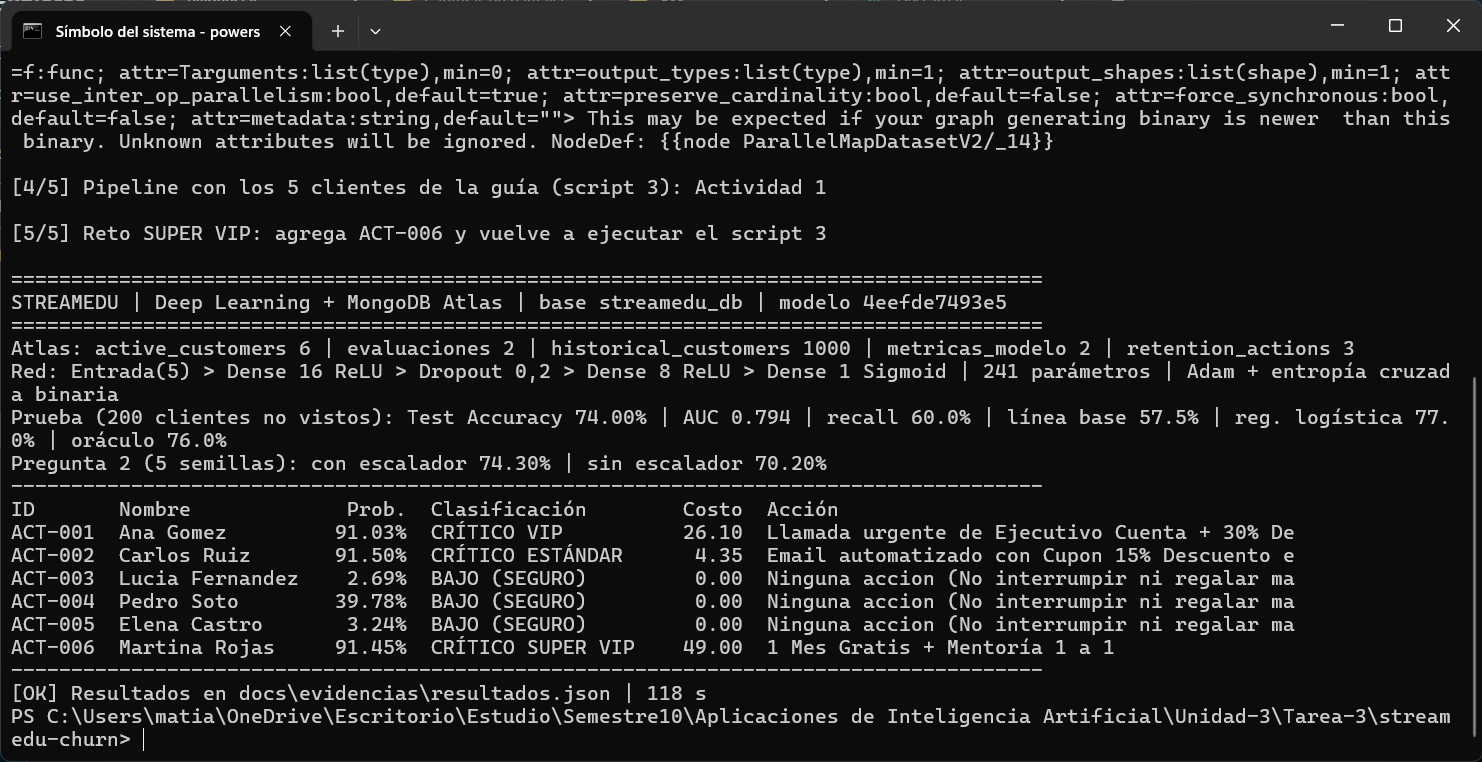 Símbolo del sistema - powers
=f:func; attr=Targuments:list(type),min=0; attr=output_types:list(type),min=1; attr=output_shapes:list(shape),min=1; att
r=use_inter_op_parallelism:bool,default=true; attr=preserve_cardinality:bool,default=false; attr=force_synchronous:bool,
default=false; attr=metadata:string,default=""> This may be expected if your graph generating binary is newer  than this
 binary. Unknown attributes will be ignored. NodeDef: {{node ParallelMapDatasetV2/_14}}
[4/5] Pipeline con los 5 clientes de la guía (script 3): Actividad 1
[5/5] Reto SUPER VIP: agrega ACT-006 y vuelve a ejecutar el script 3
======================================================================================
STREAMEDU | Deep Learning + MongoDB Atlas | base streamedu_db | modelo 4eefde7493e5
======================================================================================
Atlas: active_customers 6 | evaluaciones 2 | historical_customers 1000 | metricas_modelo 2 | retention_actions 3
Red: Entrada(5) > Dense 16 ReLU > Dropout 0,2 > Dense 8 ReLU > Dense 1 Sigmoid | 241 parámetros | Adam + entropía cruzad
a binaria
Prueba (200 clientes no vistos): Test Accuracy 74.00% | AUC 0.794 | recall 60.0% | línea base 57.5% | reg. logística 77.
0% | oráculo 76.0%
Pregunta 2 (5 semillas): con escalador 74.30% | sin escalador 70.20%
--------------------------------------------------------------------------------------
ID       Nombre             Prob.  Clasificación        Costo  Acción
ACT-001  Ana Gomez         91.03%  CRÍTICO VIP          26.10  Llamada urgente de Ejecutivo Cuenta + 30% De
ACT-002  Carlos Ruiz       91.50%  CRÍTICO ESTÁNDAR      4.35  Email automatizado con Cupon 15% Descuento e
ACT-003  Lucia Fernandez    2.69%  BAJO (SEGURO)         0.00  Ninguna accion (No interrumpir ni regalar ma
ACT-004  Pedro Soto        39.78%  BAJO (SEGURO)         0.00  Ninguna accion (No interrumpir ni regalar ma
ACT-005  Elena Castro       3.24%  BAJO (SEGURO)         0.00  Ninguna accion (No interrumpir ni regalar ma
ACT-006  Martina Rojas     91.45%  CRÍTICO SUPER VIP    49.00  1 Mes Gratis + Mentoría 1 a 1
--------------------------------------------------------------------------------------
[OK] Resultados en docs\evidencias\resultados.json | 118 s
PS C:\Users\matia\OneDrive\Escritorio\Estudio\Semestre10\Aplicaciones de Inteligencia Artificial\Unidad-3\Tarea-3\stream
edu-churn>